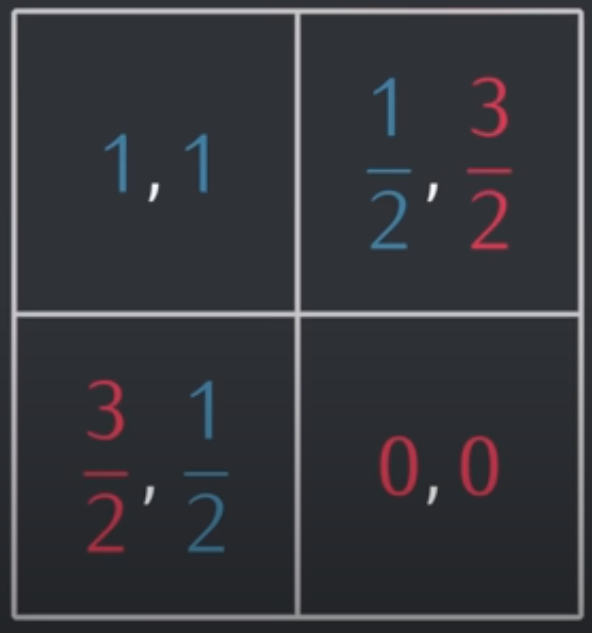 1, 1
1/2, 3/2
3/2, 1/2
0, 0